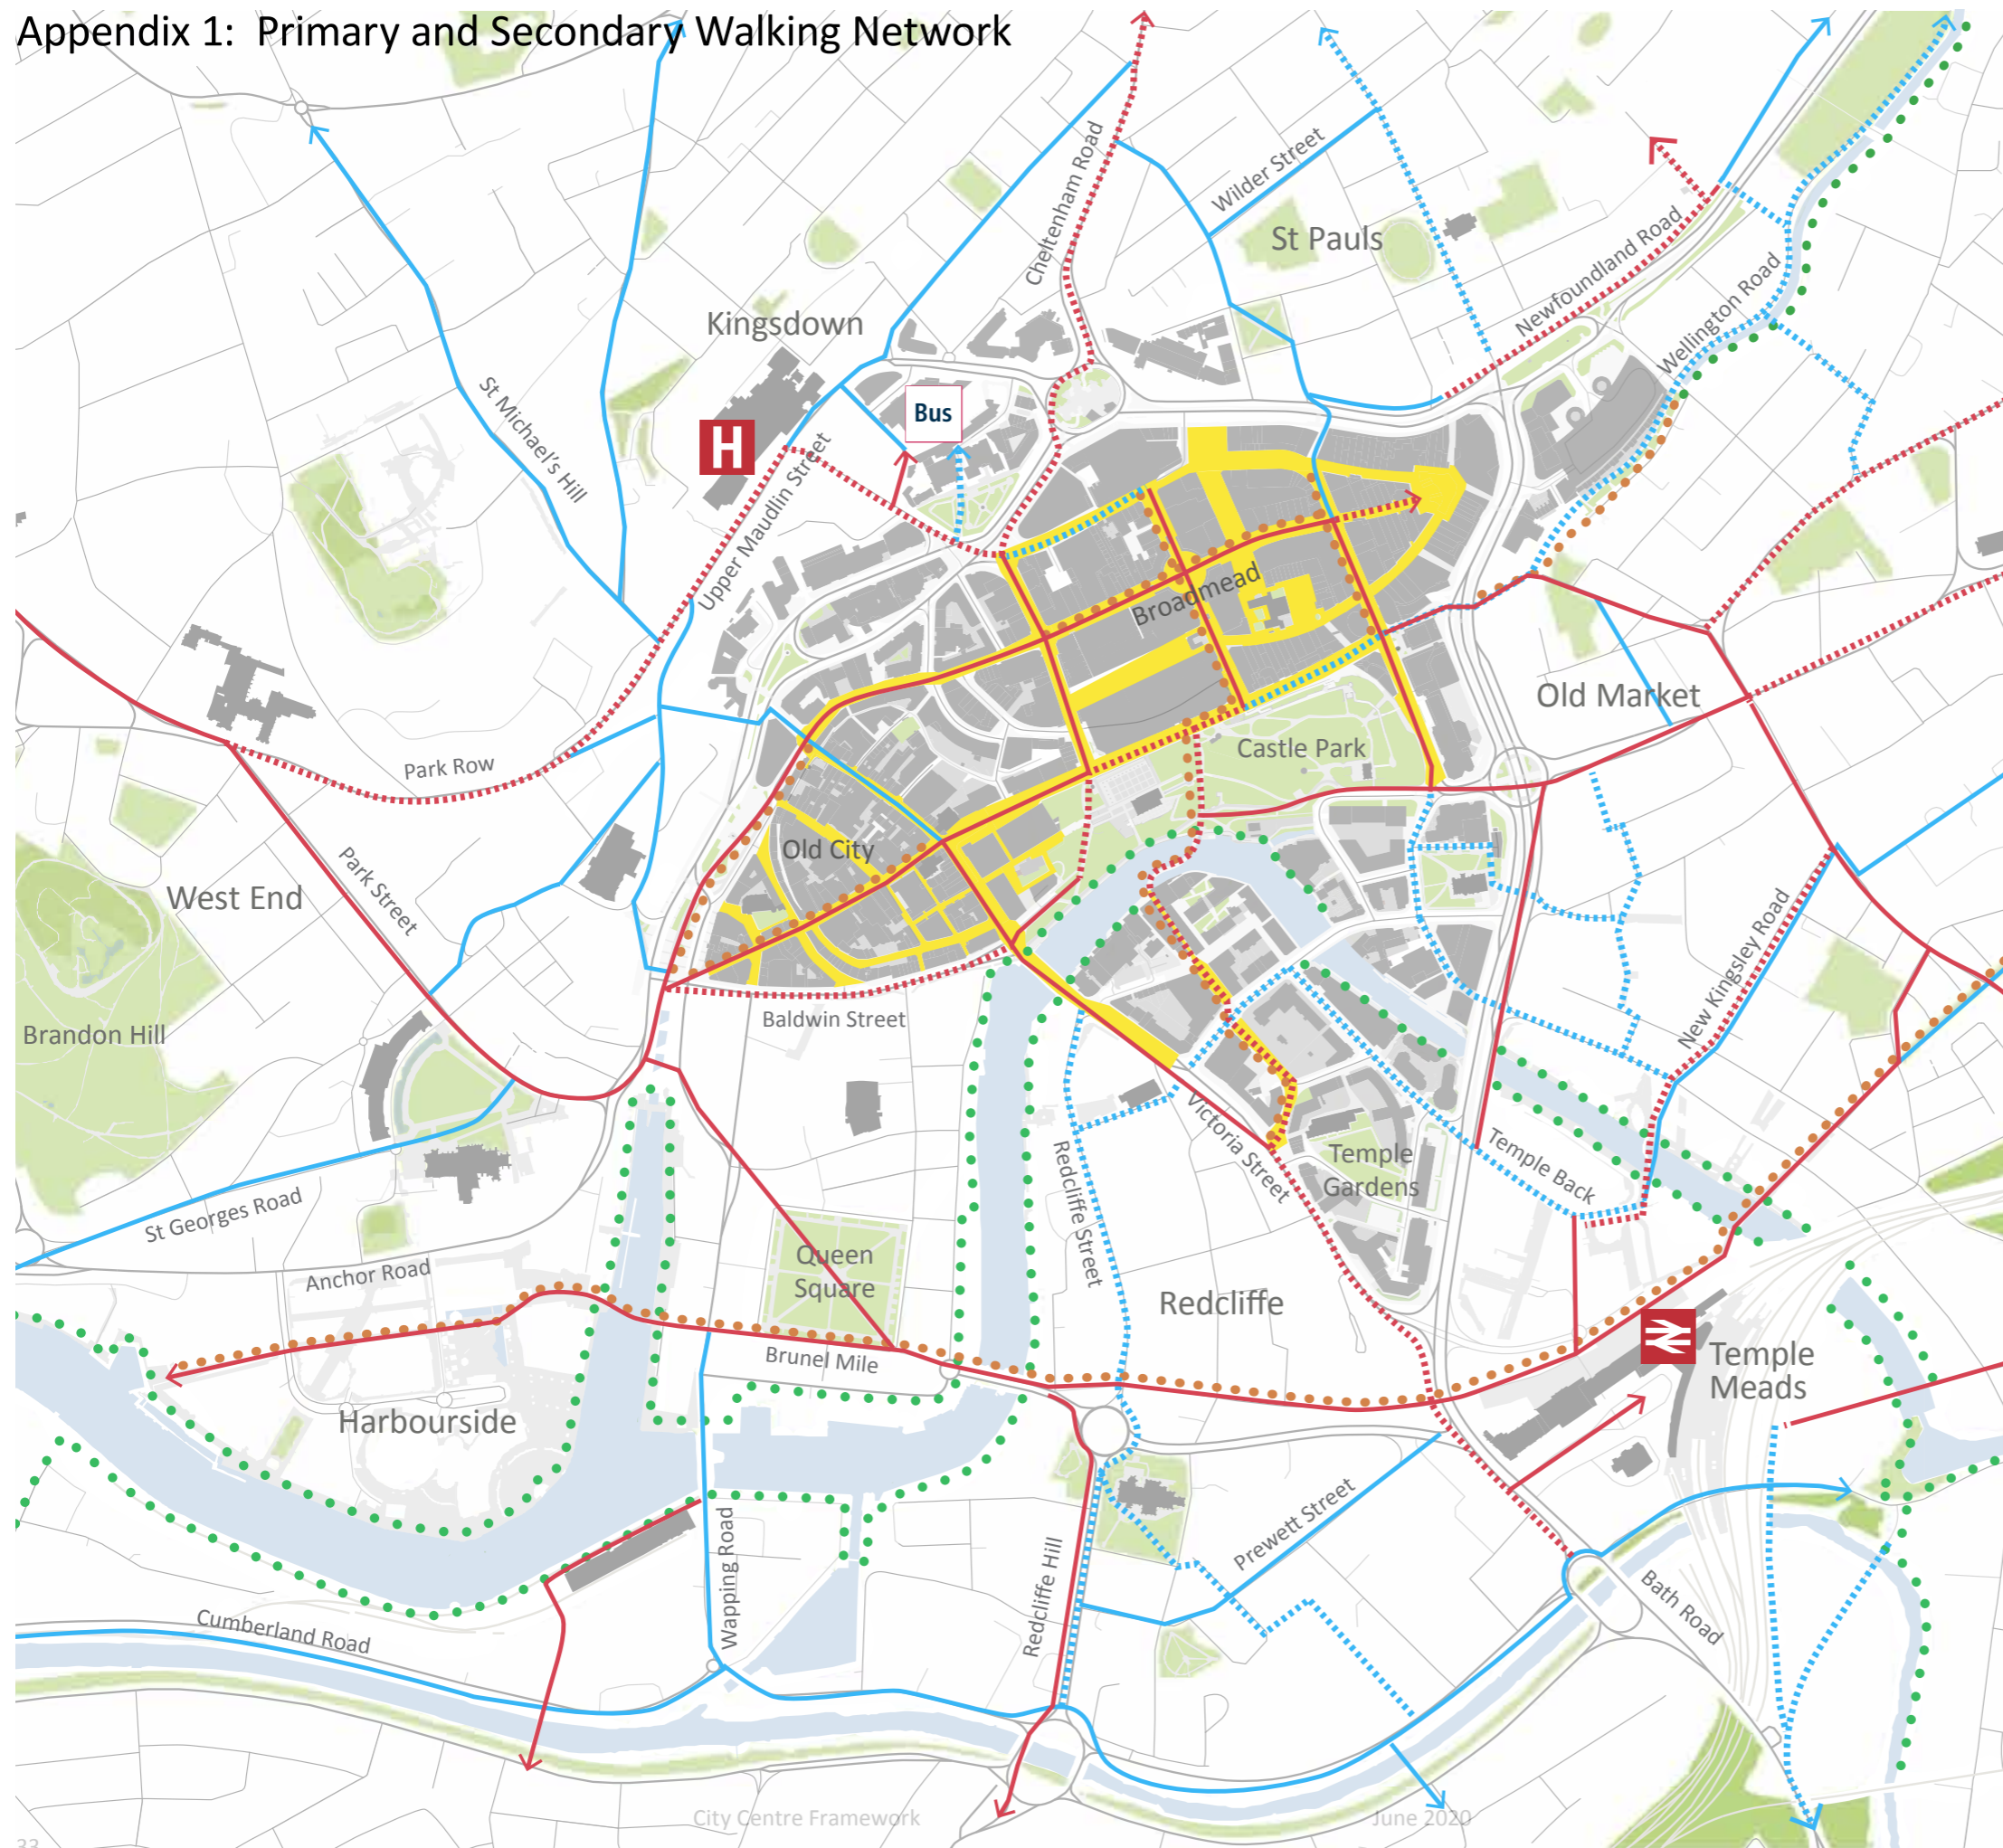 Appendix 1:  Primary and Secondary Walking Network
Cheltenham Road
Wilder Street
St Pauls
Newfoundland Road
Wellington Road
Kingsdown
St Michael's Hill
H
Bus
Upper Maudlin Street
Broadmead
Old Market
Park Row
Castle Park
Old City
Park Street
West End
New Kingsley Road
Brandon Hill
Baldwin Street
Victoria Street
Redcliffe Street
Temple
Gardens
Temple Back
St Georges Road
Queen
Square
Anchor Road
Redcliffe
Brunel Mile
Temple
Meads
Harbourside
Prewett Street
Wapping Road
Redcliffe Hill
Bath Road
Cumberland Road
City Centre Framework
June 2020
33